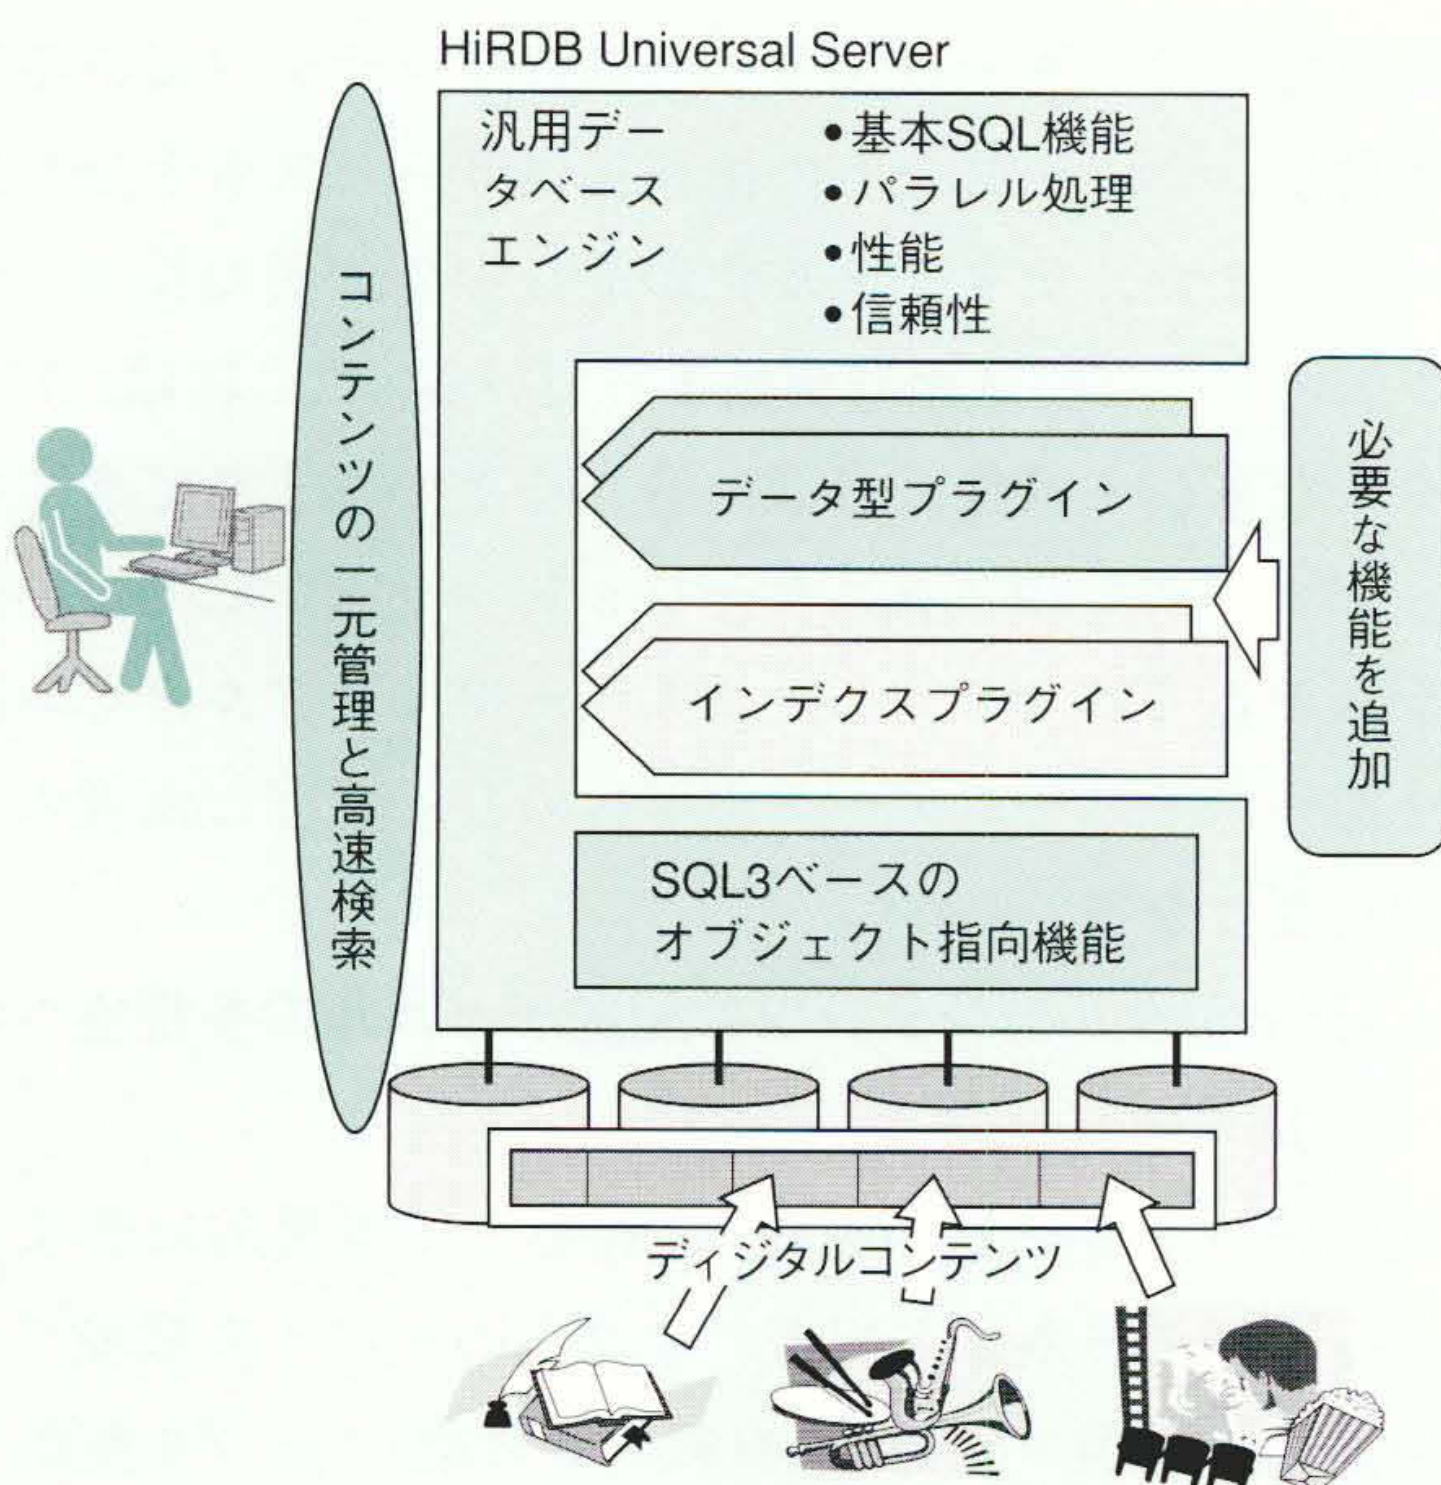 HiRDB Universal Server
汎用デー
タベース
エンジン
•基本SQL機能
•パラレル処理
•性能
•信頼性
コンテンツの一元管理と高速検索
データ型プラグイン
インデクスプラグイン
必要な機能を追加
SQL3ベースの
オブジェクト指向機能
ディジタルコンテンツ